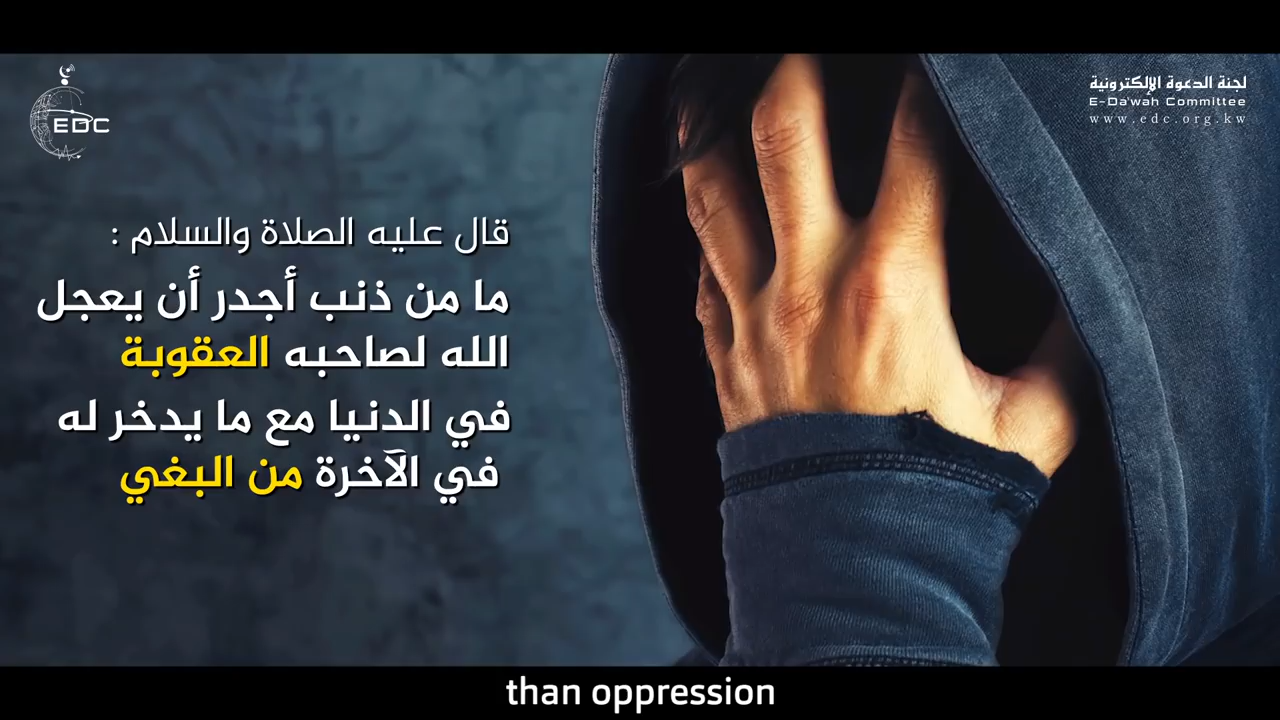 EDC
لجنة الدعوة الإلكترونية
E-Da'wah Committee
www.edc.org.kw
قال عليه الصلاة والسلام :
ما من ذنب أجدر أن يعجل
الله لصاحبه العقوبة
في الدنيا مع ما يدخر له
في الآخرة من البغي
than oppression